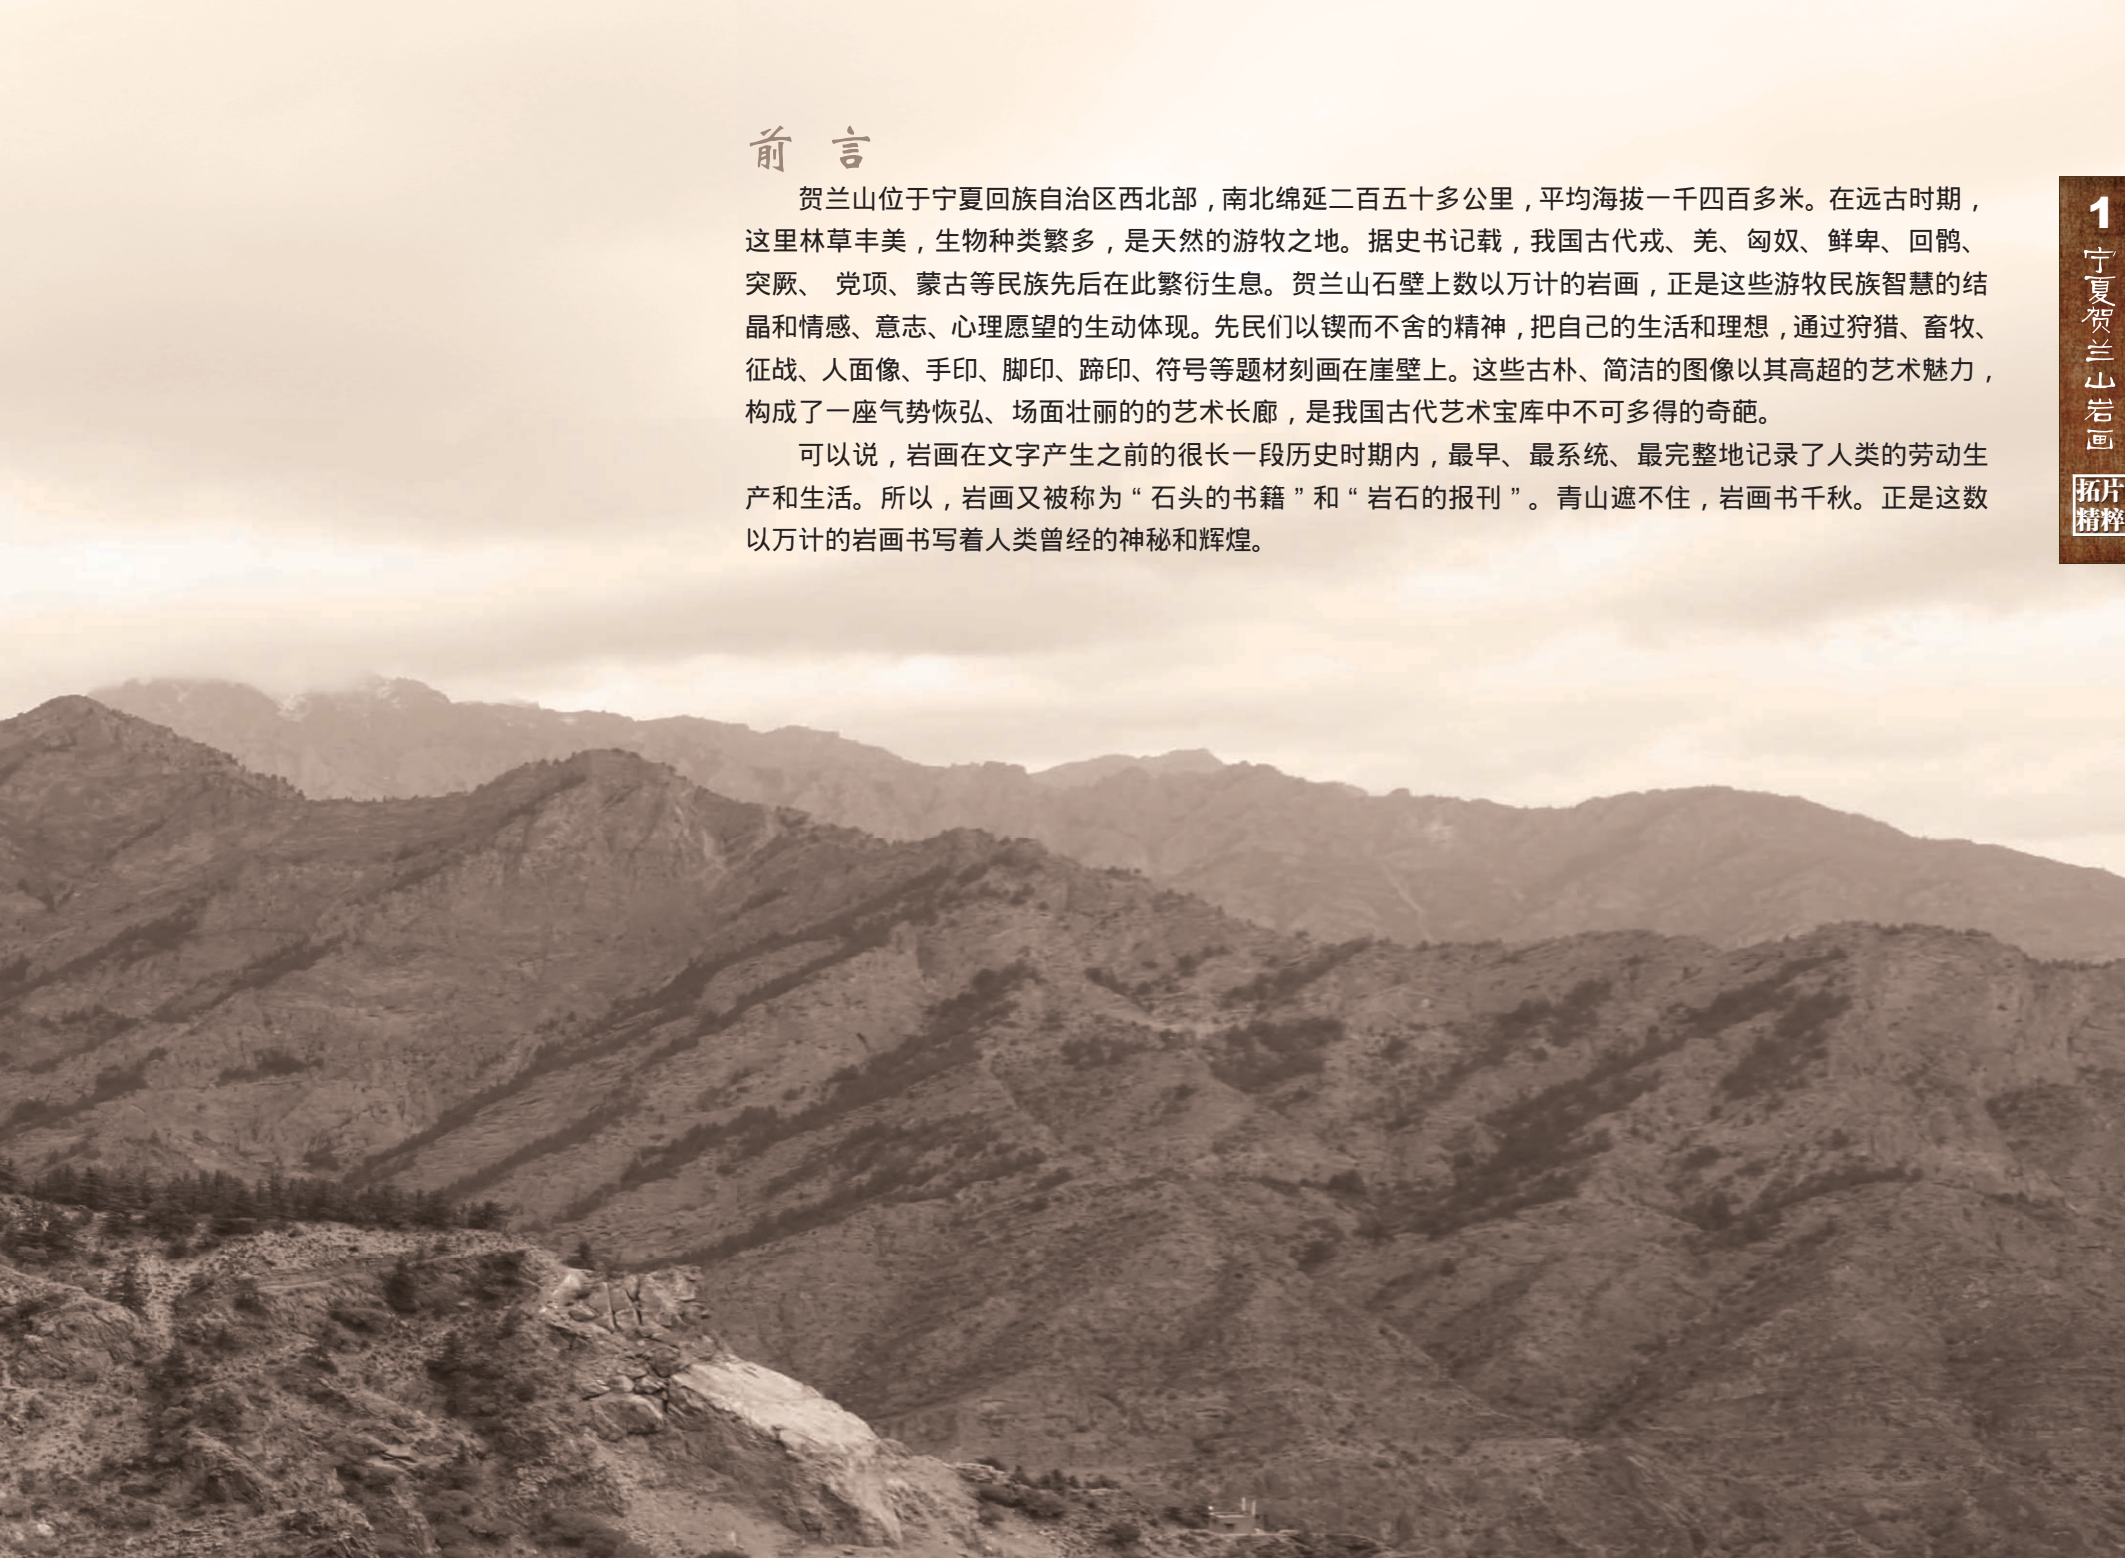 前 言
贺兰山位于宁夏回族自治区西北部，南北绵延二百五十多公里，平均海拔一千四百多米。在远古时期，
这里林草丰美，生物种类繁多，是天然的游牧之地。据史书记载，我国古代戎、羌、匈奴、鲜卑、回鹘、
突厥、 党项、蒙古等民族先后在此繁衍生息。贺兰山石壁上数以万计的岩画，正是这些游牧民族智慧的结
晶和情感、意志、心理愿望的生动体现。先民们以锲而不舍的精神，把自己的生活和理想，通过狩猎、畜牧、
征战、人面像、手印、脚印、蹄印、符号等题材刻画在崖壁上。这些古朴、简洁的图像以其高超的艺术魅力，
构成了一座气势恢弘、场面壮丽的的艺术长廊，是我国古代艺术宝库中不可多得的奇葩。
可以说，岩画在文字产生之前的很长一段历史时期内，最早、最系统、最完整地记录了人类的劳动生
产和生活。所以，岩画又被称为“石头的书籍”和“岩石的报刊”。青山遮不住，岩画书千秋。正是这数
以万计的岩画书写着人类曾经的神秘和辉煌。
1
宁夏贺兰山岩画
拓片
精粹